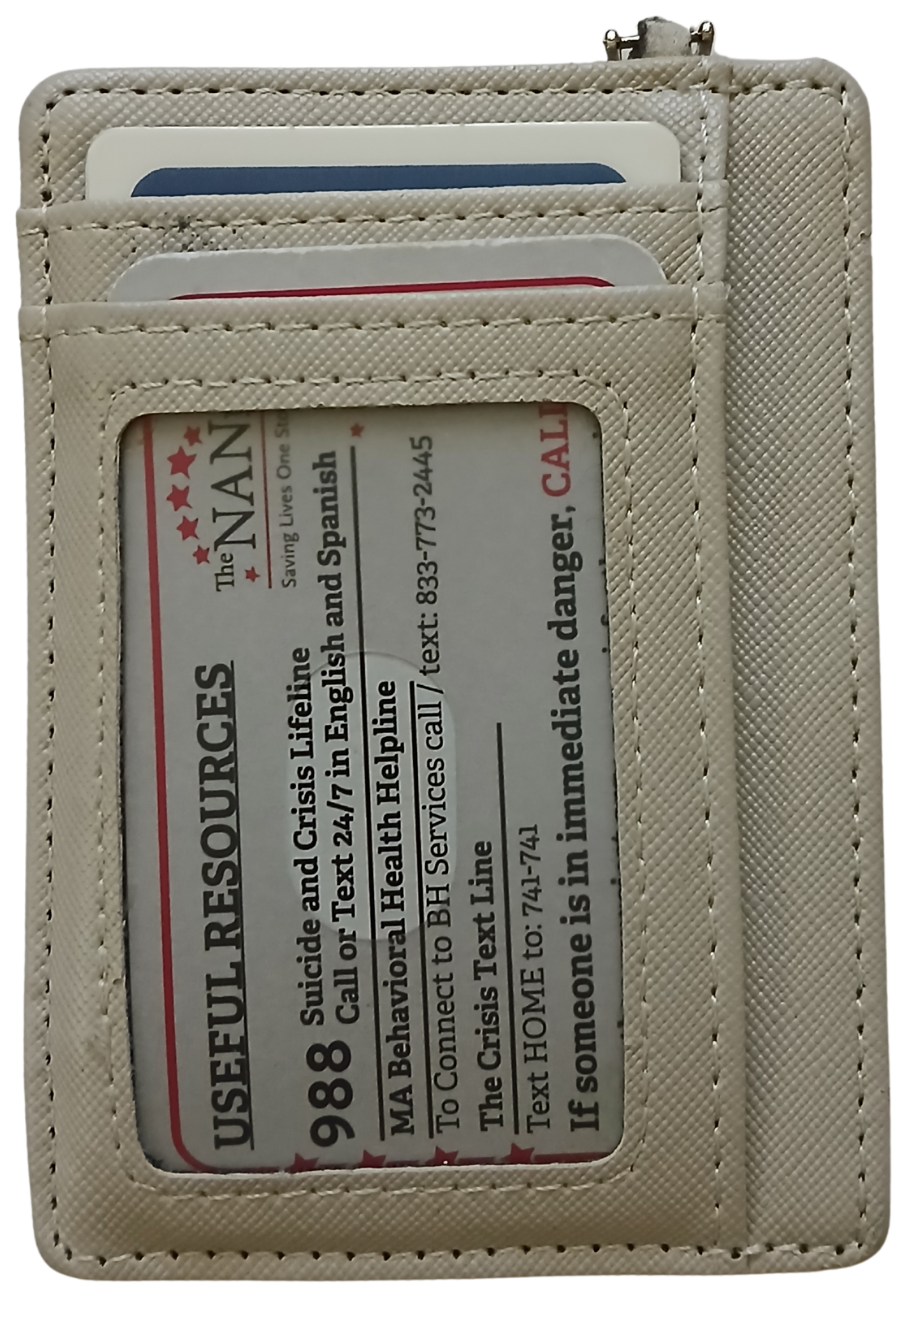 USEFUL RESOURCES
The
NAN
Saving Lives One
988 Suicide and Crisis Lifeline
Call or Text 24/7 in English and Spanish
MA Behavioral Health Helpline
To Connect to BH Services call / text: 833-773-2445
The Crisis Text Line
Text HOME to: 741-741
If someone is in immediate danger, CALL